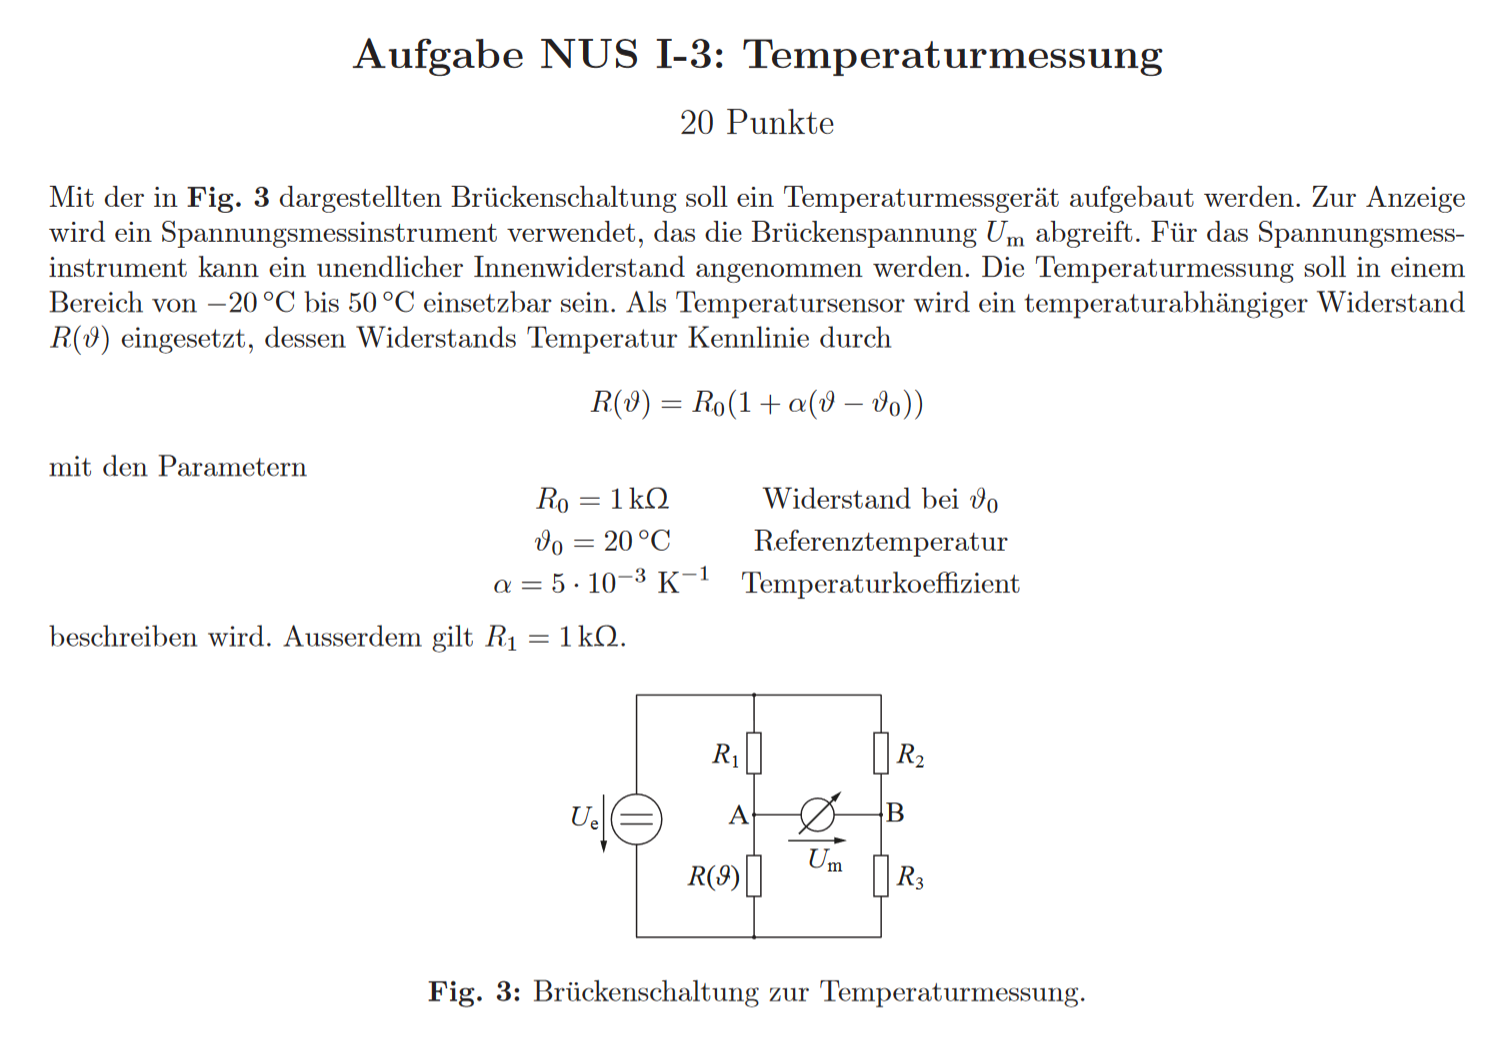 Aufgabe NUS I-3: Temperaturmessung
20 Punkte
Mit der in Fig. 3 dargestellten Brückenschaltung soll ein Temperaturmessgerät aufgebaut werden. Zur Anzeige
wird ein Spannungsmessinstrument verwendet, das die Brückenspannung Um abgreift. Für das Spannungsmess-
instrument kann ein unendlicher Innenwiderstand angenommen werden. Die Temperaturmessung soll in einem
Bereich von −20 °C bis 50 °C einsetzbar sein. Als Temperatursensor wird ein temperaturabhängiger Widerstand
R(ϑ) eingesetzt, dessen Widerstands Temperatur Kennlinie durch
R(ϑ) = R0(1 + α(ϑ − ϑ0))
mit den Parametern
R0 = 1 kΩ Widerstand bei ϑ0
ϑ0 = 20 °C Referenztemperatur
α = 5 · 10−3 K−1 Temperaturkoeffizient
beschreiben wird. Ausserdem gilt R1 = 1 kΩ.
R1 R2
Ue A B
Um
R(ϑ) R3
Fig. 3: Brückenschaltung zur Temperaturmessung.